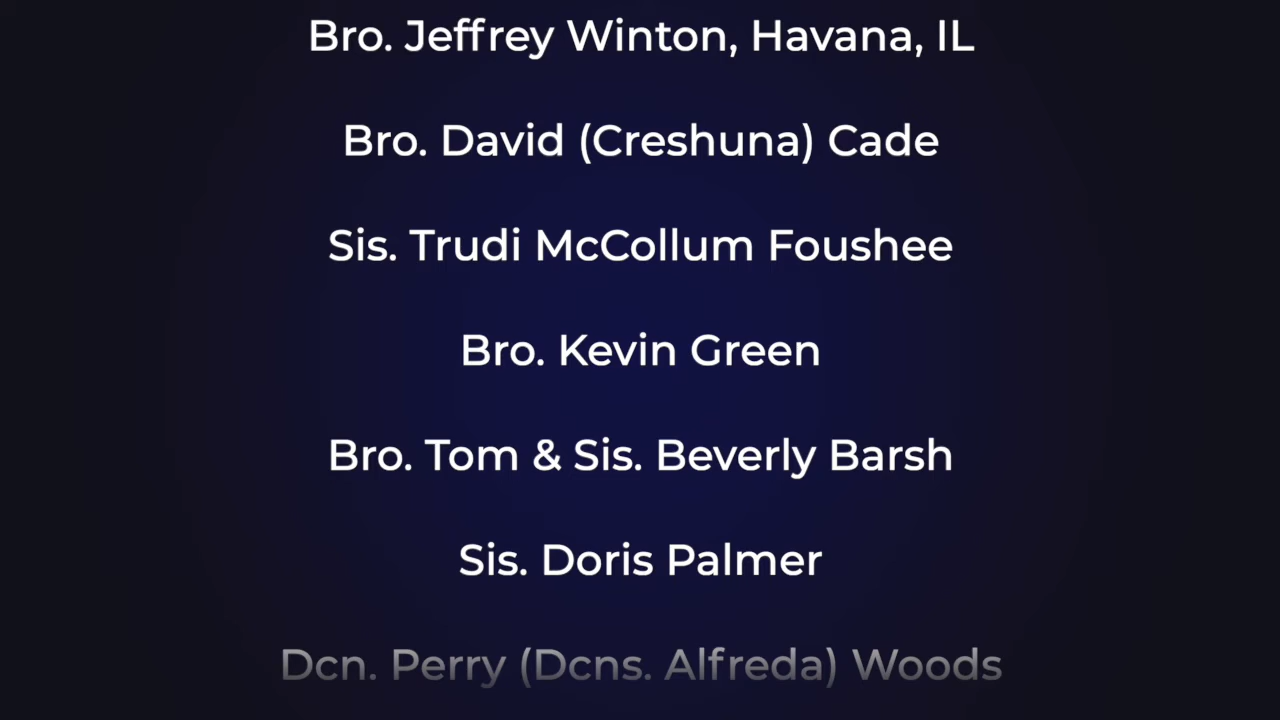 Bro. Jeffrey Winton, Havana, IL
Bro. David (Creshuna) Cade
Sis. Trudi McCollum Foushee
Bro. Kevin Green
Bro. Tom & Sis. Beverly Barsh
Sis. Doris Palmer
Dcn. Perry (Dcns. Alfreda) Woods